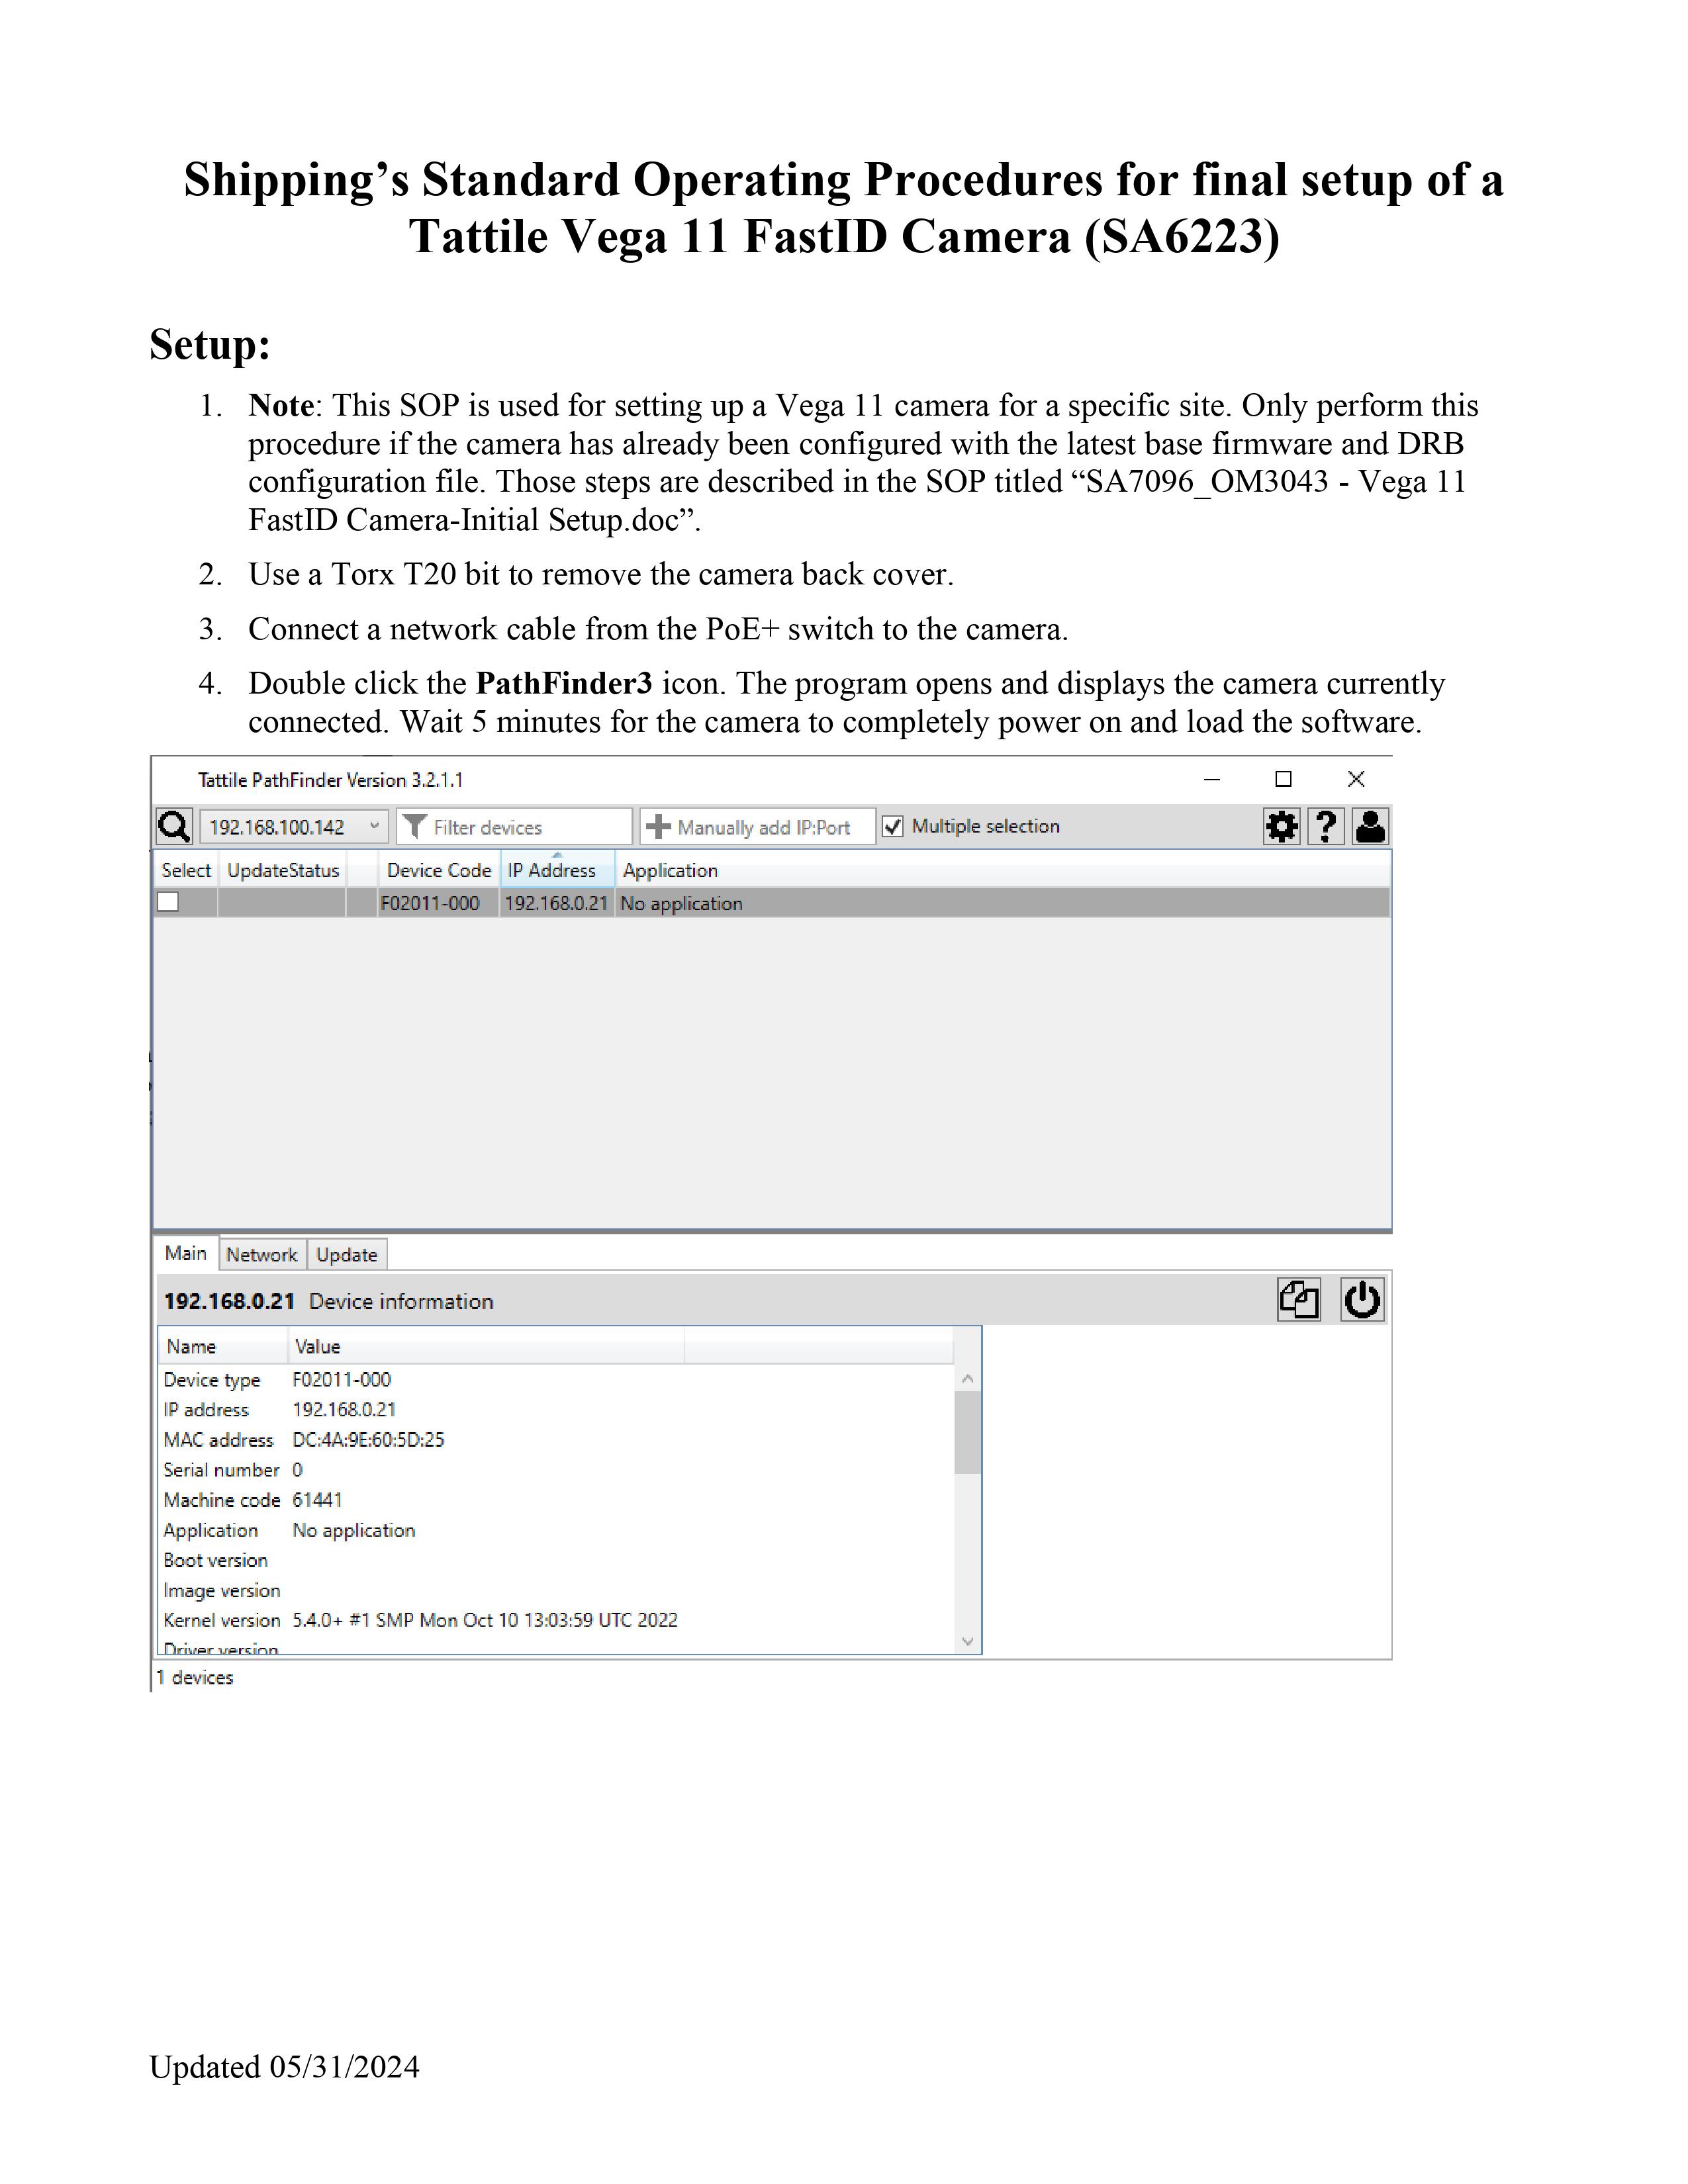 Shipping’s Standard Operating Procedures for final setup of a
Tattile Vega 11 FastID Camera (SA6223)
Setup:
1. Note: This SOP is used for setting up a Vega 11 camera for a specific site. Only perform this
procedure if the camera has already been configured with the latest base firmware and DRB
configuration file. Those steps are described in the SOP titled “SA7096_OM3043 - Vega 11
FastID Camera-Initial Setup.doc”.
2. Use a Torx T20 bit to remove the camera back cover.
3. Connect a network cable from the PoE+ switch to the camera.
4. Double click the PathFinder3 icon. The program opens and displays the camera currently
connected. Wait 5 minutes for the camera to completely power on and load the software.
Tattile PathFinder Version 3.2.1.1
192.168.100.142 Filter devices Manually add IP:Port Multiple selection
Select UpdateStatus Device Code IP Address Application
F02011-000 192.168.0.21 No application
Main Network Update
192.168.0.21 Device information
Name Value
Device type F02011-000
IP address 192.168.0.21
MAC address DC:4A:9E:60:5D:25
Serial number 0
Machine code 61441
Application No application
Boot version
Image version
Kernel version 5.4.0+ #1 SMP Mon Oct 10 13:03:59 UTC 2022
Driver version
1 devices
Updated 05/31/2024